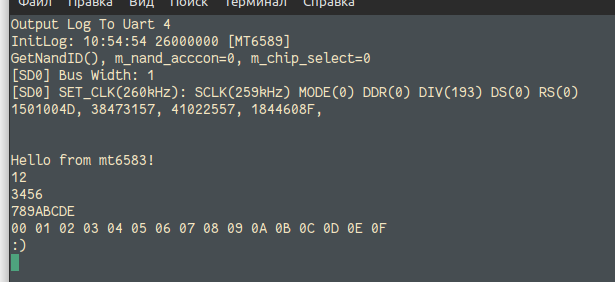 Файл Правка Вид Поиск Терминал Справка
Output Log To Uart 4
InitLog: 10:54:54 26000000 [MT6589]
GetNandID(), m_nand_acccon=0, m_chip_select=0
[SD0] Bus Width: 1
[SD0] SET_CLK(260kHz): SCLK(259kHz) MODE(0) DDR(0) DIV(193) DS(0) RS(0)
1501004D, 38473157, 41022557, 1844608F,
Hello from mt6583!
12
3456
789ABCDE
00 01 02 03 04 05 06 07 08 09 0A 0B 0C 0D 0E 0F
:)